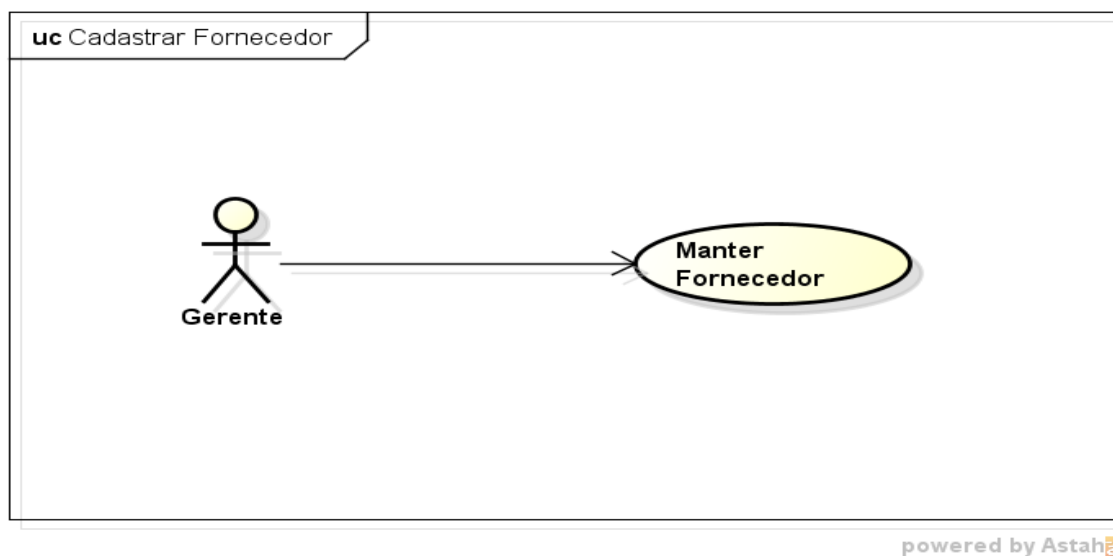 uc Cadastrar Fornecedor
Manter
Fornecedor
Gerente
powered by Astah